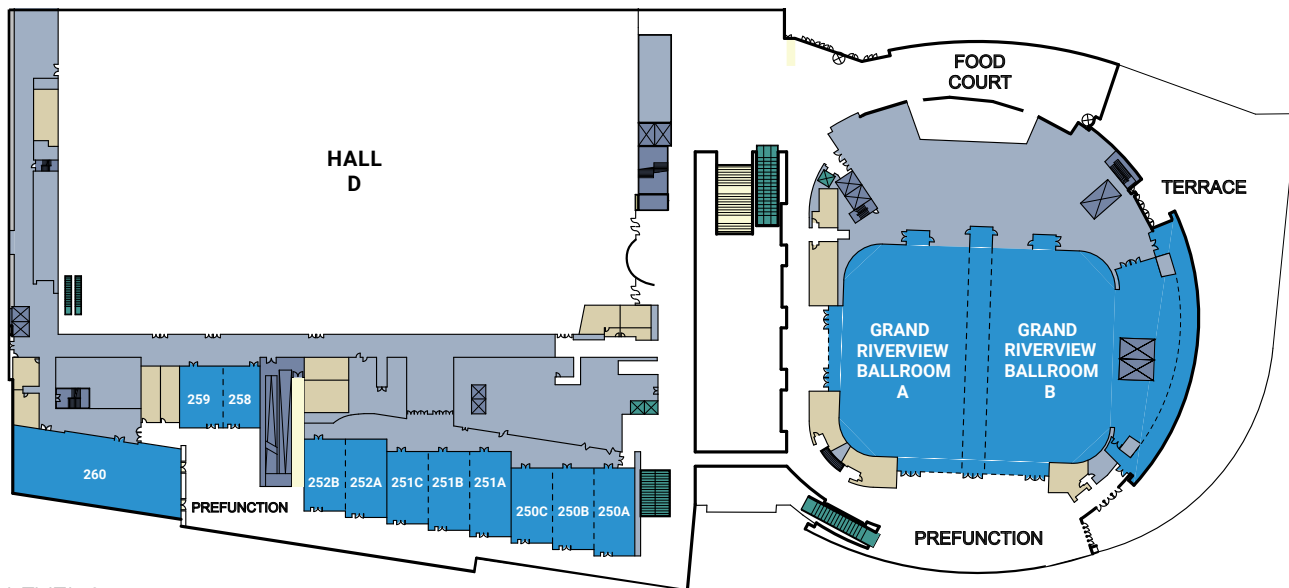 HALL
D
FOOD
COURT
TERRACE
GRAND
RIVERVIEW
BALLROOM
A
GRAND
RIVERVIEW
BALLROOM
B
259
258
260
252B
252A
251C
251B
251A
250C
250B
250A
PREFUNCTION
PREFUNCTION